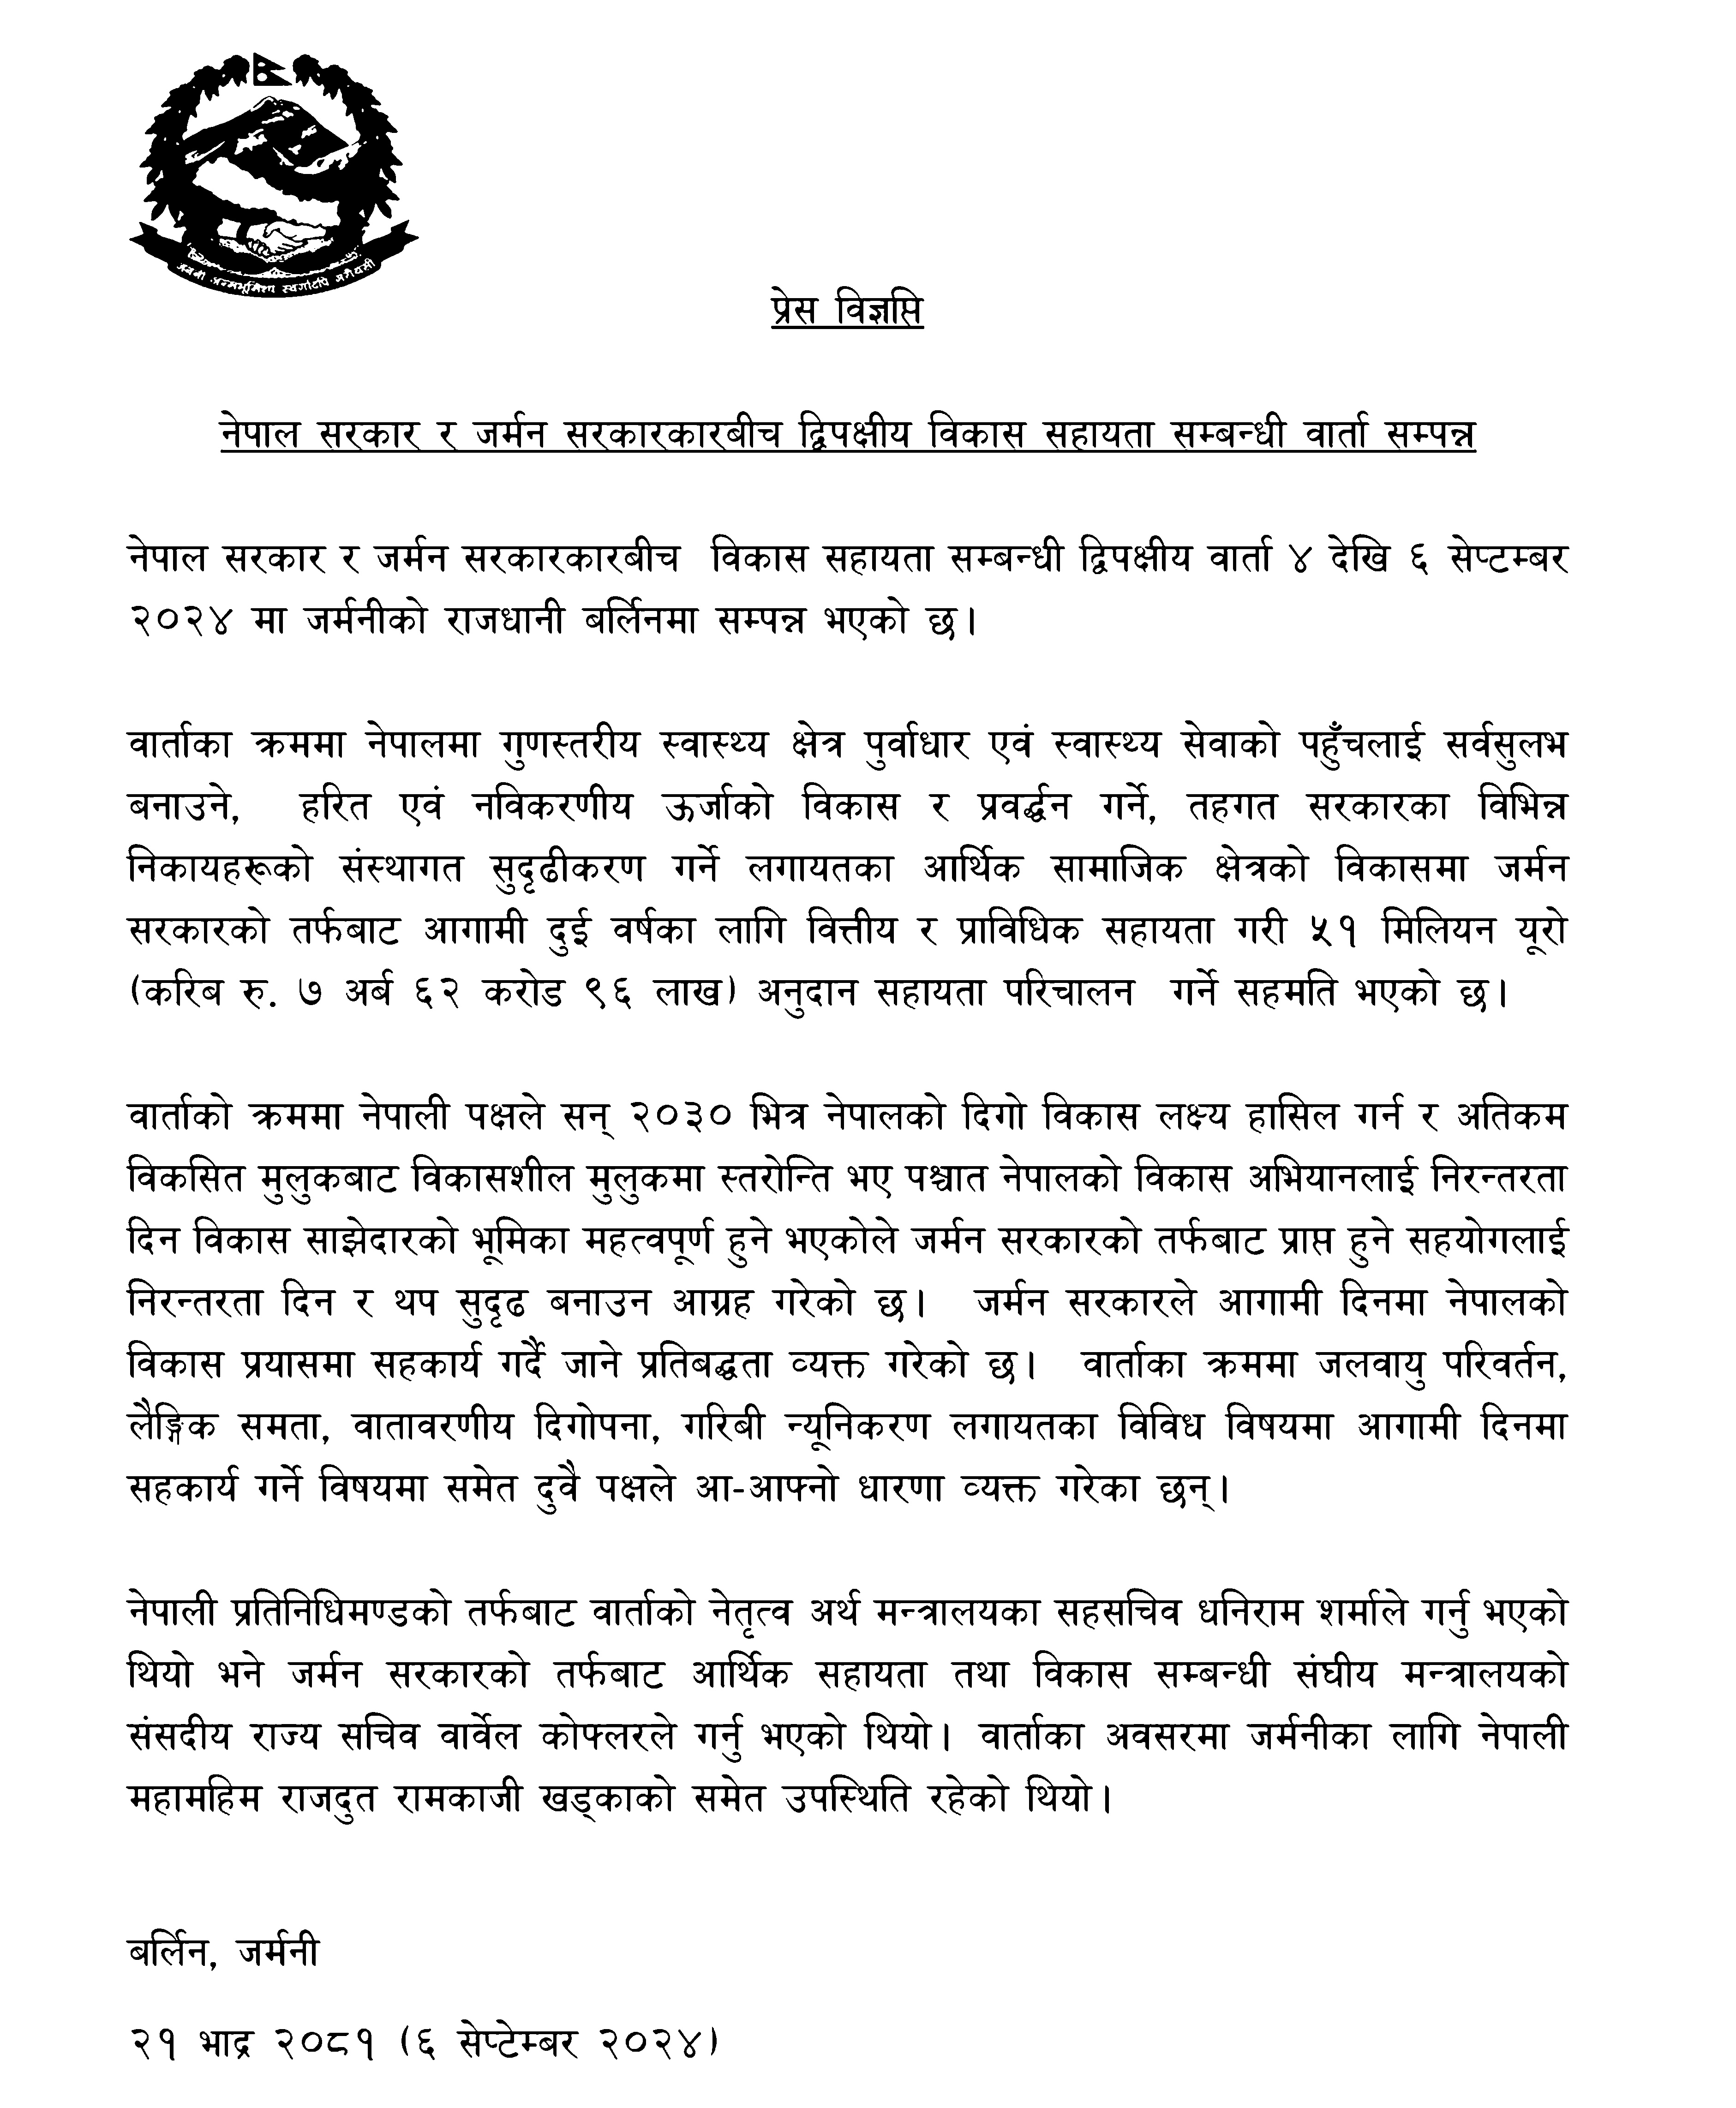 जननी जन्मभूमिश्च स्वर्गादपि गरीयसी
प्रेस विज्ञप्ति
नेपाल सरकार र जर्मन सरकारकारबीच द्विपक्षीय विकास सहायता सम्बन्धी वार्ता सम्पन्न
नेपाल सरकार र जर्मन सरकारकारबीच विकास सहायता सम्बन्धी द्विपक्षीय वार्ता ४ देखि ६ सेप्टम्बर
२०२४ मा जर्मनीको राजधानी बर्लिनमा सम्पन्न भएको छ।
वार्ताका क्रममा नेपालमा गुणस्तरीय स्वास्थ्य क्षेत्र पुर्वाधार एवं स्वास्थ्य सेवाको पहुँचलाई सर्वसुलभ
बनाउने, हरित एवं नविकरणीय ऊर्जाको विकास र प्रवर्द्धन गर्ने, तहगत सरकारका विभिन्न
निकायहरूको संस्थागत सुदृढीकरण गर्ने लगायतका आर्थिक सामाजिक क्षेत्रको विकासमा जर्मन
सरकारको तर्फबाट आगामी दुई वर्षका लागि वित्तीय र प्राविधिक सहायता गरी ५१ मिलियन यूरो
(करिब रु. ७ अर्ब ६२ करोड ९६ लाख) अनुदान सहायता परिचालन गर्ने सहमति भएको छ।
वार्ताको क्रममा नेपाली पक्षले सन् २०३० भित्र नेपालको दिगो विकास लक्ष्य हासिल गर्न र अतिकम
विकसित मुलुकबाट विकासशील मुलुकमा स्तरोन्ति भए पश्चात नेपालको विकास अभियानलाई निरन्तरता
दिन विकास साझेदारको भूमिका महत्वपूर्ण हुने भएकोले जर्मन सरकारको तर्फबाट प्राप्त हुने सहयोगलाई
निरन्तरता दिन र थप सुदृढ बनाउन आग्रह गरेको छ। जर्मन सरकारले आगामी दिनमा नेपालको
विकास प्रयासमा सहकार्य गर्दै जाने प्रतिबद्धता व्यक्त गरेको छ। वार्ताका क्रममा जलवायु परिवर्तन,
लैङ्गिक समता, वातावरणीय दिगोपना, गरिबी न्यूनिकरण लगायतका विविध विषयमा आगामी दिनमा
सहकार्य गर्ने विषयमा समेत दुवै पक्षले आ-आफ्नो धारणा व्यक्त गरेका छन्।
नेपाली प्रतिनिधिमण्डको तर्फबाट वार्ताको नेतृत्व अर्थ मन्त्रालयका सहसचिव धनिराम शर्माले गर्नु भएको
थियो भने जर्मन सरकारको तर्फबाट आर्थिक सहायता तथा विकास सम्बन्धी संघीय मन्त्रालयको
संसदीय राज्य सचिव वार्वेल कोफ्लरले गर्नु भएको थियो। वार्ताका अवसरमा जर्मनीका लागि नेपाली
महामहिम राजदुत रामकाजी खड्काको समेत उपस्थिति रहेको थियो।
बर्लिन, जर्मनी
२१ भाद्र २०८१ (६ सेप्टेम्बर २०२४)